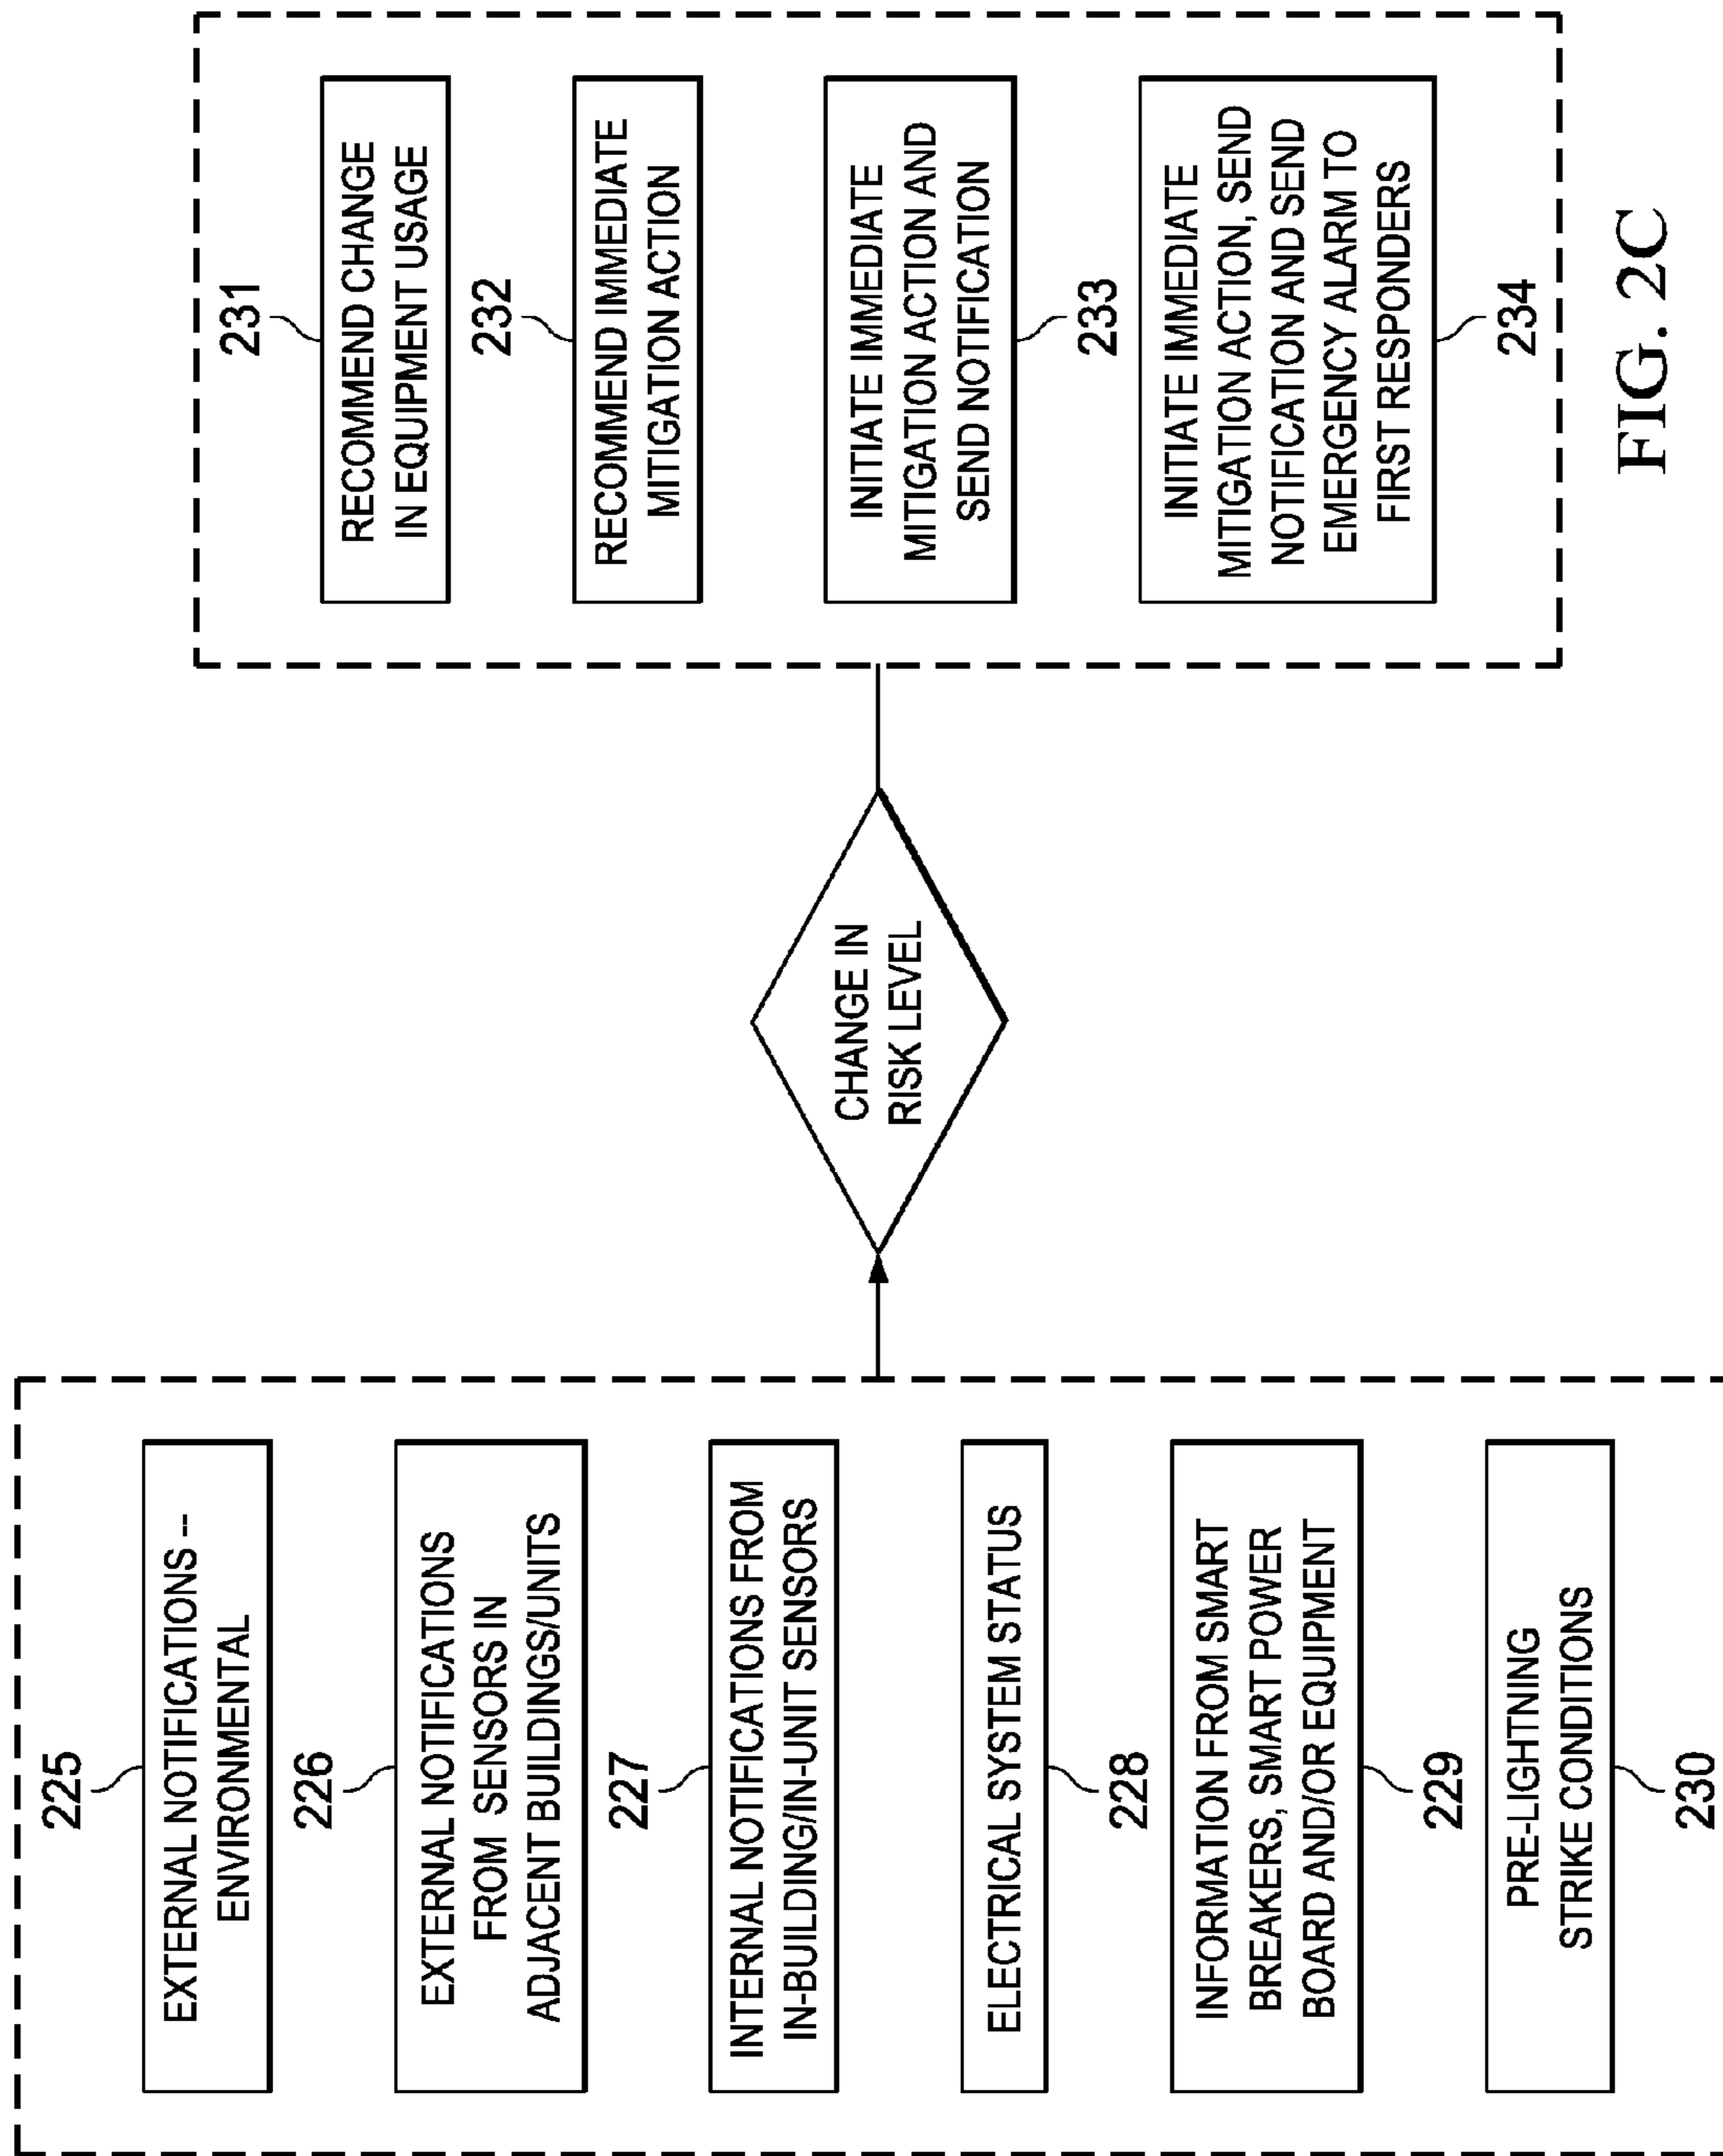 225
EXTERNAL NOTIFICATIONS --
ENVIRONMENTAL
226
EXTERNAL NOTIFICATIONS
FROM SENSORS IN
ADJACENT BUILDINGS/UNITS
227
INTERNAL NOTIFICATIONS FROM
IN-BUILDING/IN-UNIT SENSORS
ELECTRICAL SYSTEM STATUS
228
INFORMATION FROM SMART
BREAKERS, SMART POWER
BOARD AND/OR EQUIPMENT
229
PRE-LIGHTNING
STRIKE CONDITIONS
230
CHANGE IN
RISK LEVEL
231
RECOMMEND CHANGE
IN EQUIPMENT USAGE
232
RECOMMEND IMMEDIATE
MITIGATION ACTION
INITIATE IMMEDIATE
MITIGATION ACTION AND
SEND NOTIFICATION
233
INITIATE IMMEDIATE
MITIGATION ACTION, SEND
NOTIFICATION AND SEND
EMERGENCY ALARM TO
FIRST RESPONDERS
234
FIG. 2C